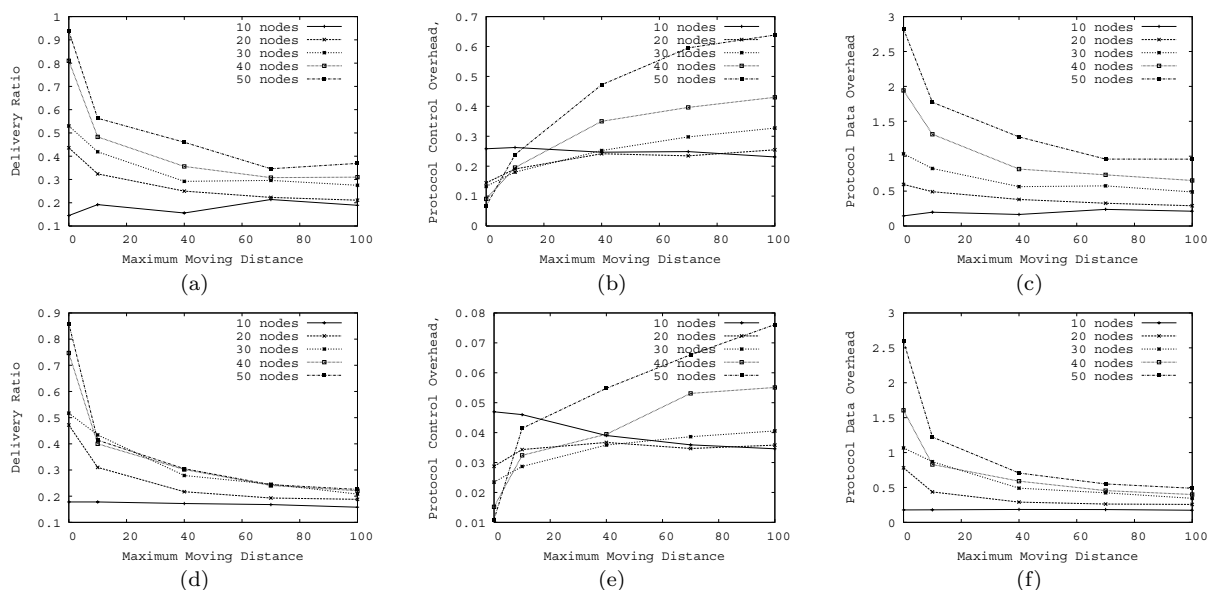 1
0.9
0.8
0.7
0.6
0.5
0.4
0.3
0.2
0.1
0 20 40 60 80 100
Delivery Ratio
Maximum Moving Distance
10 nodes
20 nodes
30 nodes
40 nodes
50 nodes
(a)
0.7
0.6
0.5
0.4
0.3
0.2
0.1
0
0 20 40 60 80 100
Protocol Control Overhead,
Maximum Moving Distance
10 nodes
20 nodes
30 nodes
40 nodes
50 nodes
(b)
3
2.5
2
1.5
1
0.5
0
0 20 40 60 80 100
Protocol Data Overhead
Maximum Moving Distance
10 nodes
20 nodes
30 nodes
40 nodes
50 nodes
(c)
0.9
0.8
0.7
0.6
0.5
0.4
0.3
0.2
0.1
0 20 40 60 80 100
Delivery Ratio
Maximum Moving Distance
10 nodes
20 nodes
30 nodes
40 nodes
50 nodes
(d)
0.08
0.07
0.06
0.05
0.04
0.03
0.02
0.01
0 20 40 60 80 100
Protocol Control Overhead,
Maximum Moving Distance
10 nodes
20 nodes
30 nodes
40 nodes
50 nodes
(e)
3
2.5
2
1.5
1
0.5
0
0 20 40 60 80 100
Protocol Data Overhead
Maximum Moving Distance
10 nodes
20 nodes
30 nodes
40 nodes
50 nodes
(f)